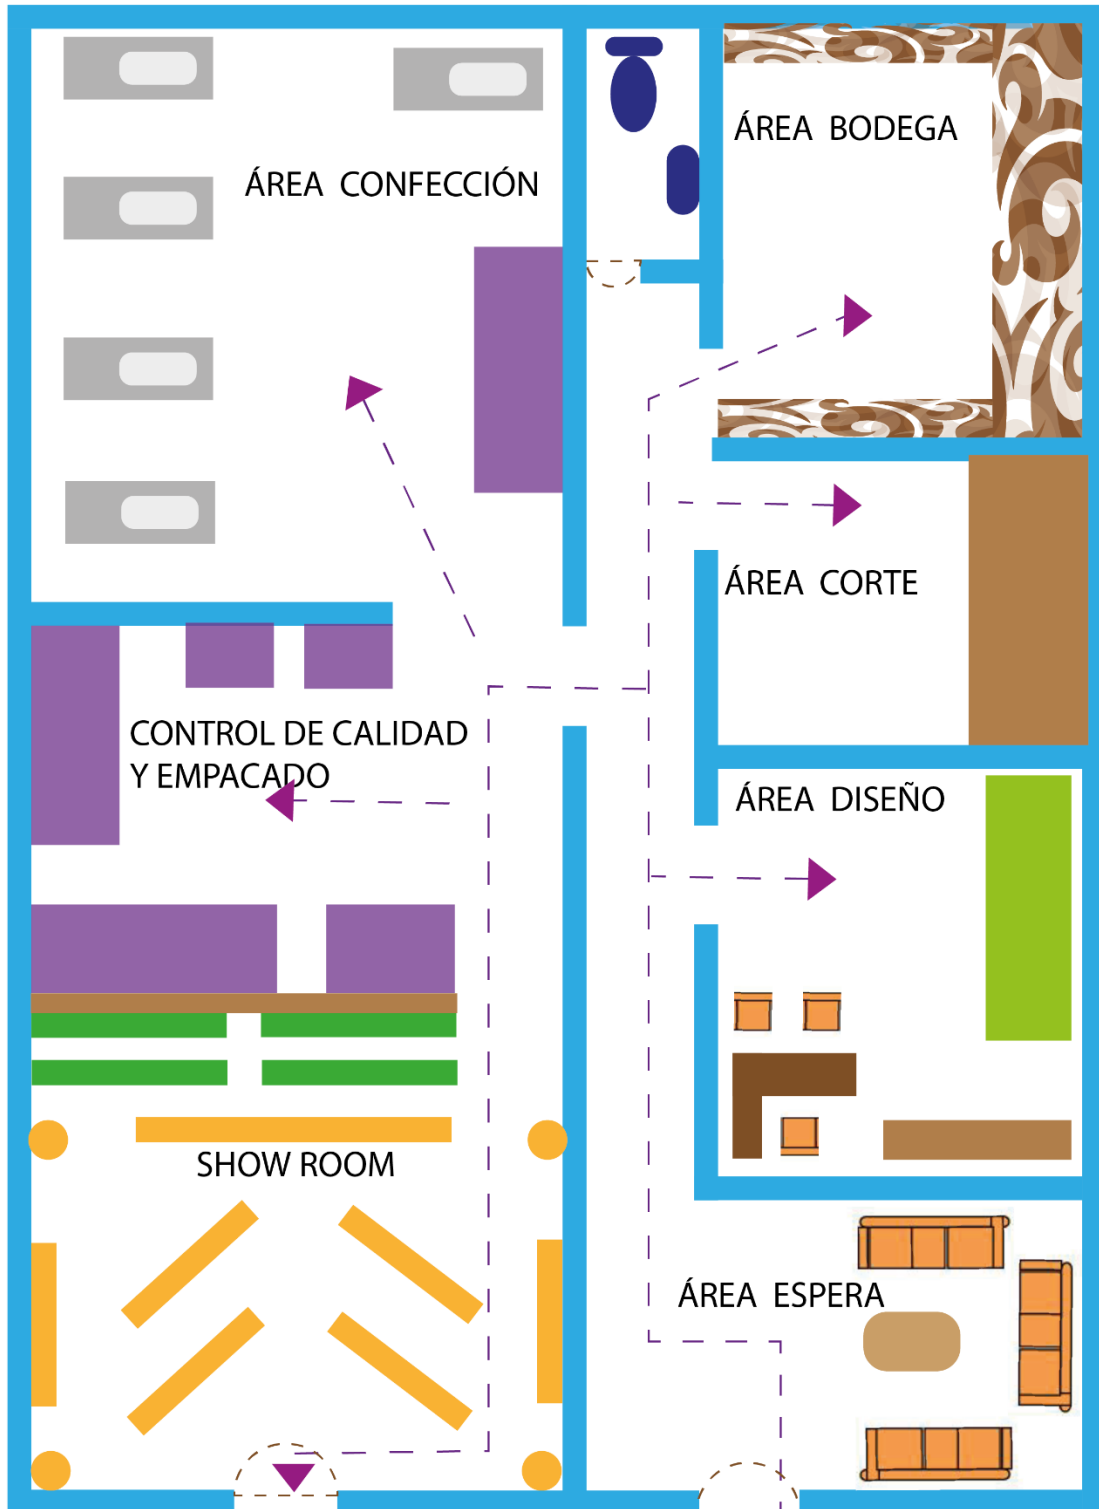 ÁREA BODEGA
ÁREA CONFECCIÓN
ÁREA CORTE
CONTROL DE CALIDAD
Y EMPACADO
ÁREA DISEÑO
SHOW ROOM
ÁREA ESPERA